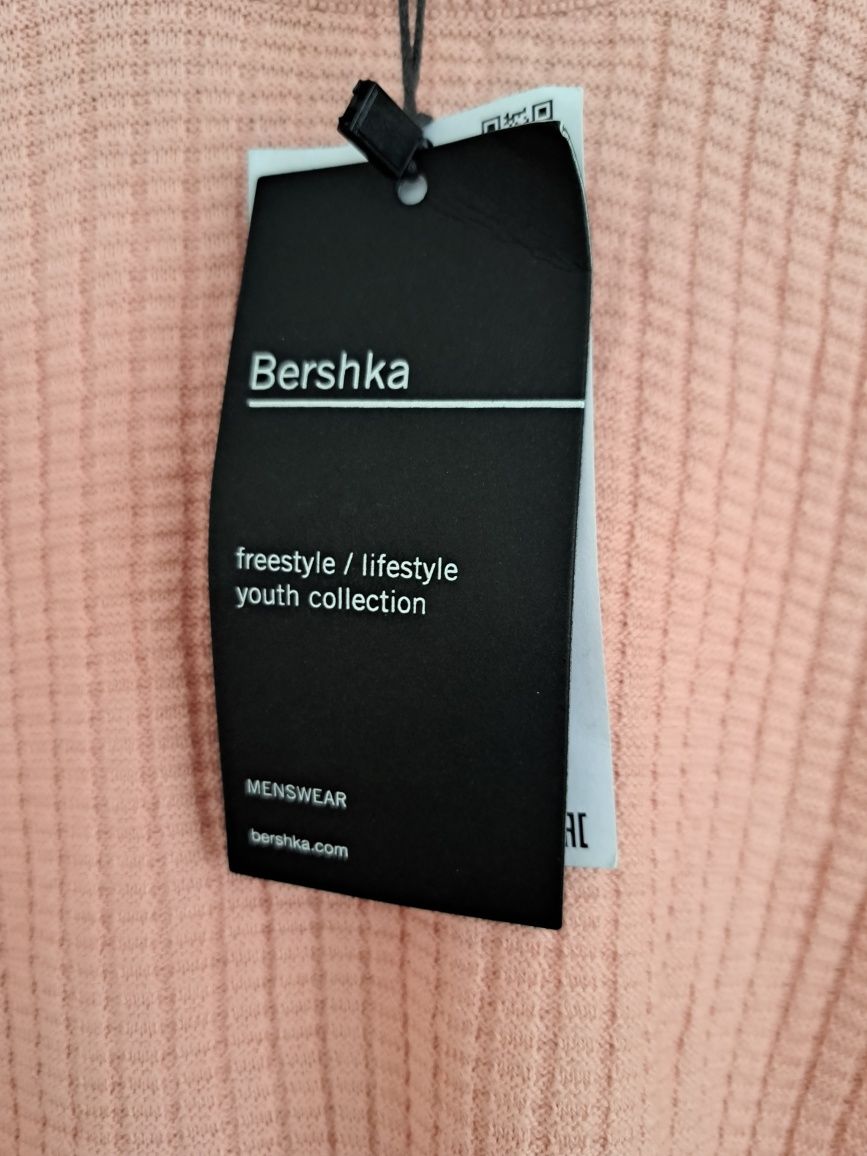 Bershka
freestyle / lifestyle
youth collection
MENSWEAR
bershka.com